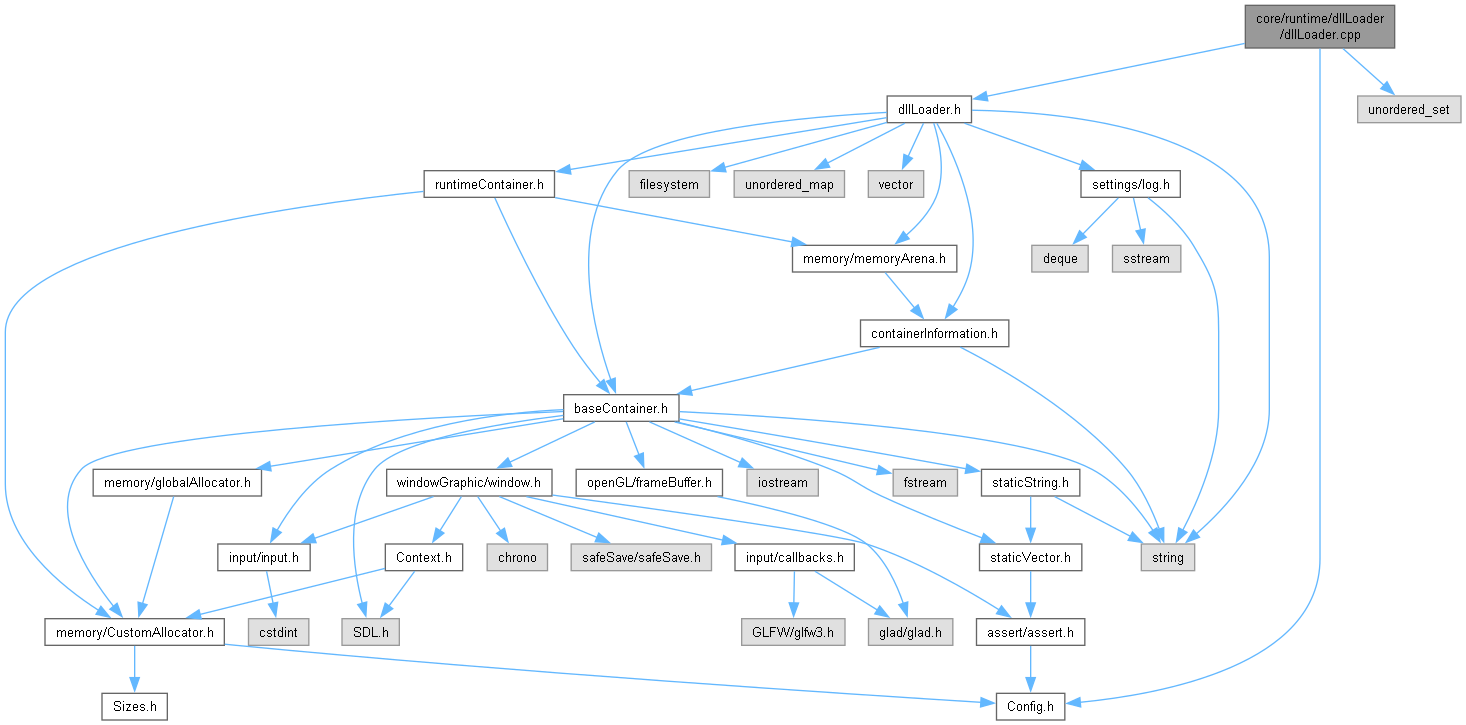 core/runtime/dllLoader
/dllLoader.cpp
dllLoader.h
unordered_set
runtimeContainer.h
filesystem
unordered_map
vector
settings/log.h
memory/memoryArena.h
deque
sstream
containerInformation.h
baseContainer.h
memory/globalAllocator.h
windowGraphic/window.h
openGL/frameBuffer.h
iostream
fstream
staticString.h
input/input.h
Context.h
chrono
safeSave/safeSave.h
input/callbacks.h
staticVector.h
string
memory/CustomAllocator.h
cstdint
SDL.h
GLFW/glfw3.h
glad/glad.h
assert/assert.h
Sizes.h
Config.h